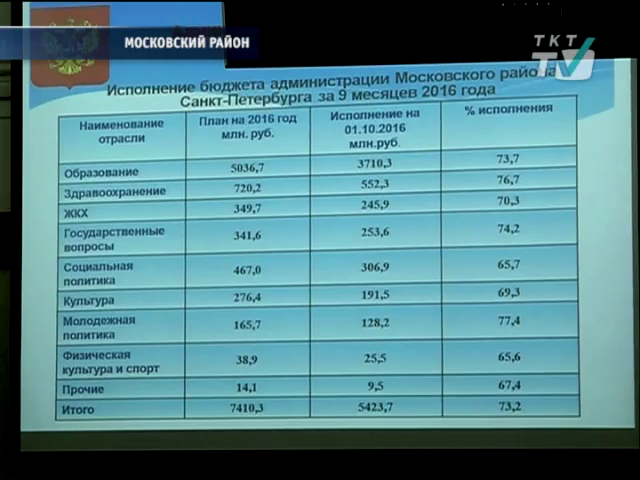 МОСКОВСКИЙ РАЙОН
ТКТ
TV
Исполнение бюджета администрации Московского района
Санкт-Петербурга за 9 месяцев 2016 года
Наименование отрасли План на 2016 год млн. руб. Исполнение на 01.10.2016 млн.руб. % исполнения
Образование 5036,7 3710,3 73,7
Здравоохранение 720,2 552,3 76,7
ЖКХ 349,7 245,9 70,3
Государственные вопросы 341,6 253,6 74,2
Социальная политика 467,0 306,9 65,7
Культура 276,4 191,5 69,3
Молодежная политика 165,7 128,2 77,4
Физическая культура и спорт 38,9 25,5 65,6
Прочие 14,1 9,5 67,4
Итого 7410,3 5423,7 73,2